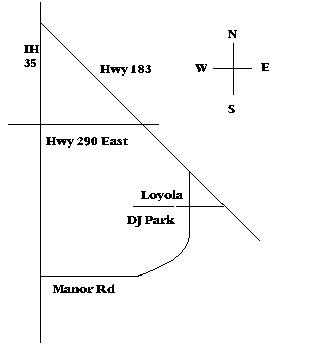 N
IH
35
Hwy 183
W E
S
Hwy 290 East
Loyola
DJ Park
Manor Rd